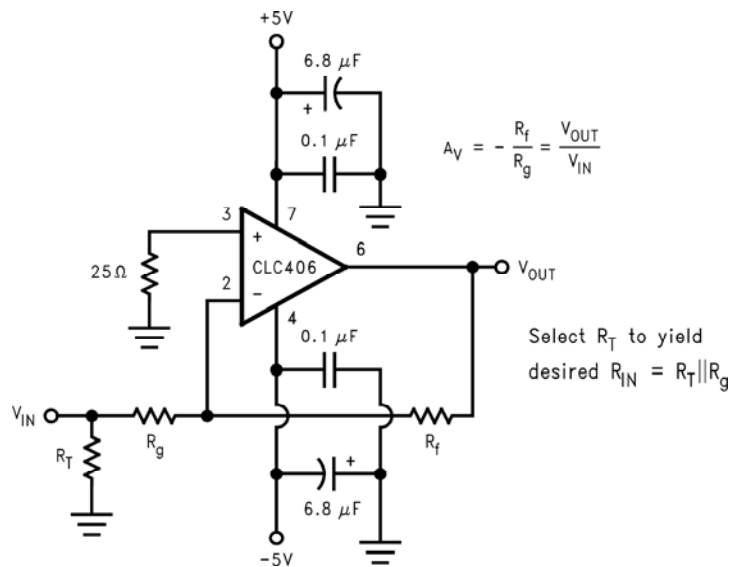 +5V
6.8 μF
+
0.1 μF
A_V = - R_f/R_g = V_OUT/V_IN
3
7
+
6
CLC406
V_OUT
25Ω
2
-
4
0.1 μF
Select R_T to yield
desired R_IN = R_T||R_g
V_IN
R_T
R_g
R_f
+
6.8 μF
-5V